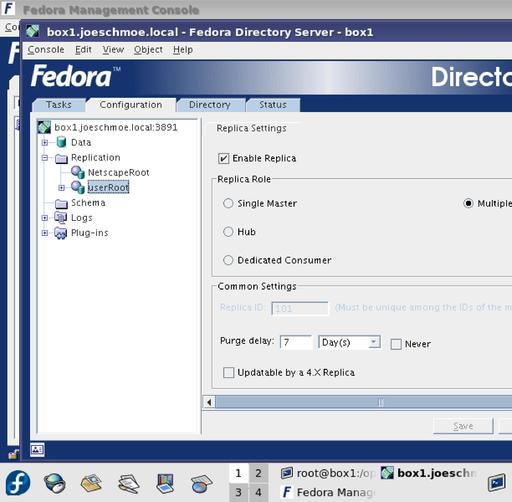 Fedora Management Console
Co
box1.joeschmoe.local - Fedora Directory Server - box1
Console Edit View Object Help
Fedora™
Directo
Tasks Configuration Directory Status
box1.joeschmoe.local:3891
Data
Replication
NetscapeRoot
userRoot
Schema
Logs
Plug-ins
Replica Settings
Enable Replica
Replica Role
Single Master
Multiple
Hub
Dedicated Consumer
Common Settings
Replica ID: 101 (Must be unique among the IDs of the m
Purge delay: 7 Day(s) Never
Updatable by a 4.X Replica
Save
1 2 root@box1:/op box1.joeschm
3 4 Fedora Manag